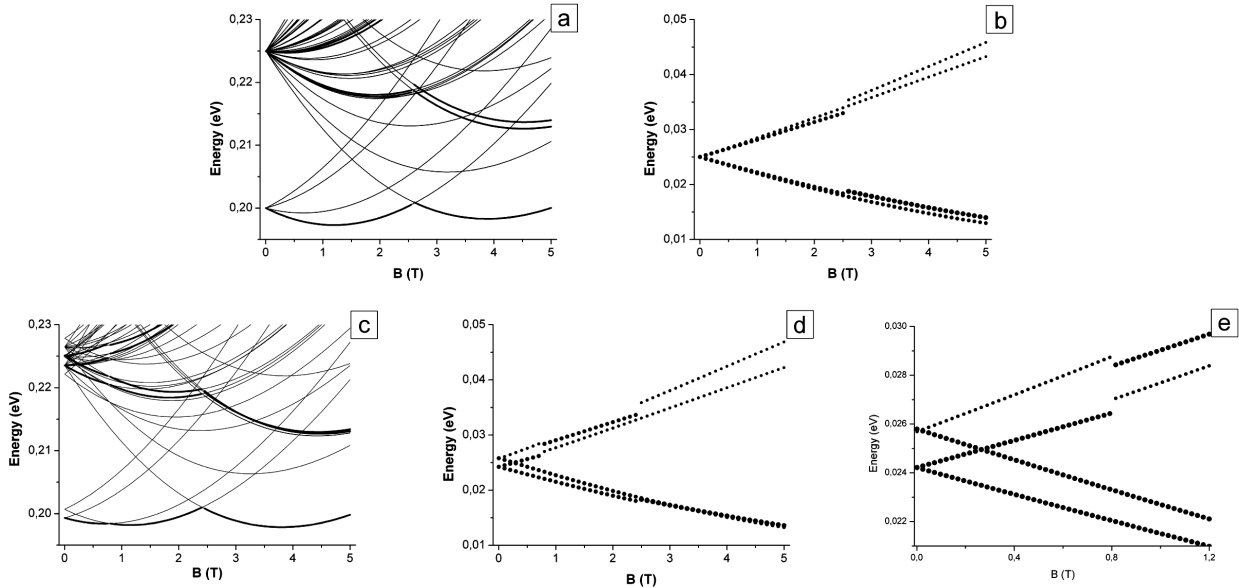 a
0,23
0,22
0,21
0,20
Energy (eV)
0 1 2 3 4 5
B (T)
b
0,05
0,04
0,03
0,02
0,01
Energy (eV)
0 1 2 3 4 5
B (T)
c
0,23
0,22
0,21
0,20
Energy (eV)
0 1 2 3 4 5
B (T)
d
0,05
0,04
0,03
0,02
0,01
Energy (eV)
0 1 2 3 4 5
B (T)
e
0,030
0,028
0,026
0,024
0,022
Energy (eV)
0,0 0,4 0,8 1,2
B (T)